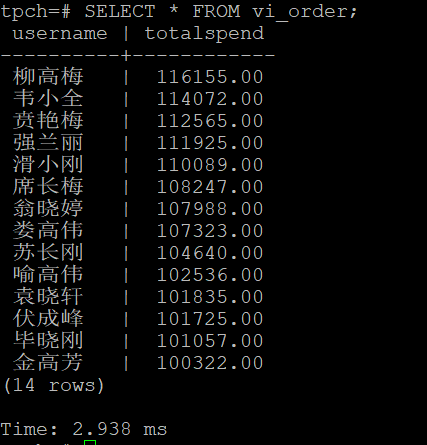 tpch=# SELECT * FROM vi_order;
username | totalspend
----------+------------
柳高梅 | 116155.00
韦小全 | 114072.00
贲艳梅 | 112565.00
强兰丽 | 111925.00
滑小刚 | 110089.00
席长梅 | 108247.00
翁晓婷 | 107988.00
娄高伟 | 107323.00
苏长刚 | 104640.00
喻高伟 | 102536.00
袁晓轩 | 101835.00
伏成峰 | 101725.00
毕晓刚 | 101057.00
金高芳 | 100322.00
(14 rows)
Time: 2.938 ms